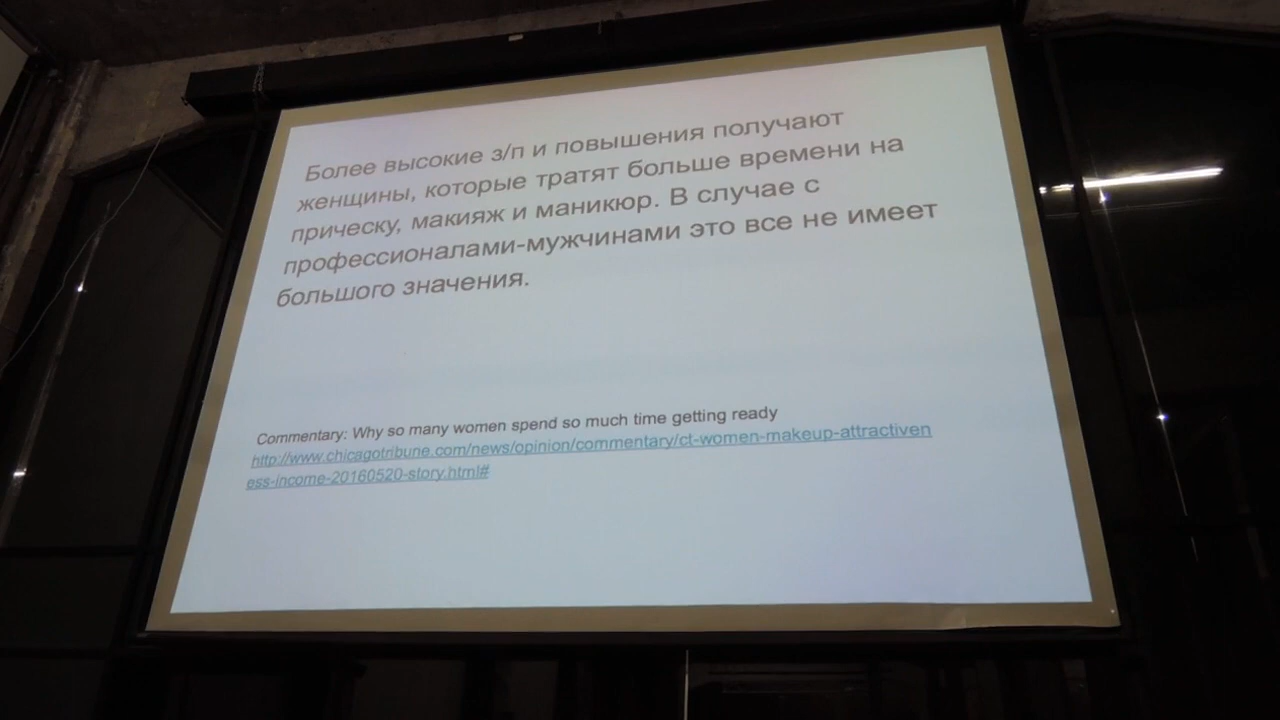 Более высокие з/п и повышения получают
женщины, которые тратят больше времени на
прическу, макияж и маникюр. В случае с
профессионалами-мужчинами это все не имеет
большого значения.
Commentary: Why so many women spend so much time getting ready
http://www.chicagotribune.com/news/opinion/commentary/ct-women-makeup-attractiven
ess-income-20160520-story.html#